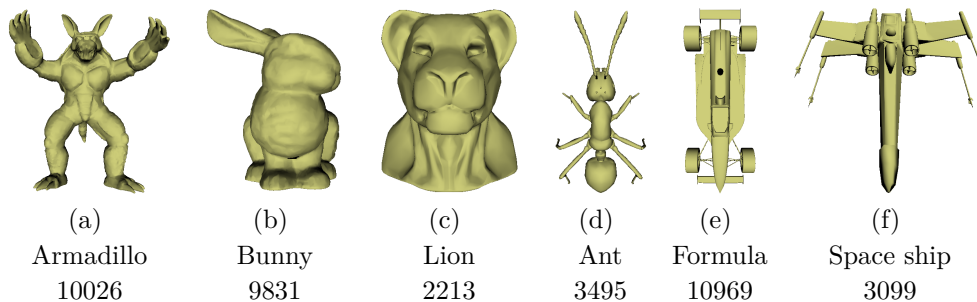 (a) (b) (c) (d) (e) (f)
Armadillo Bunny Lion Ant Formula Space ship
10026 9831 2213 3495 10969 3099